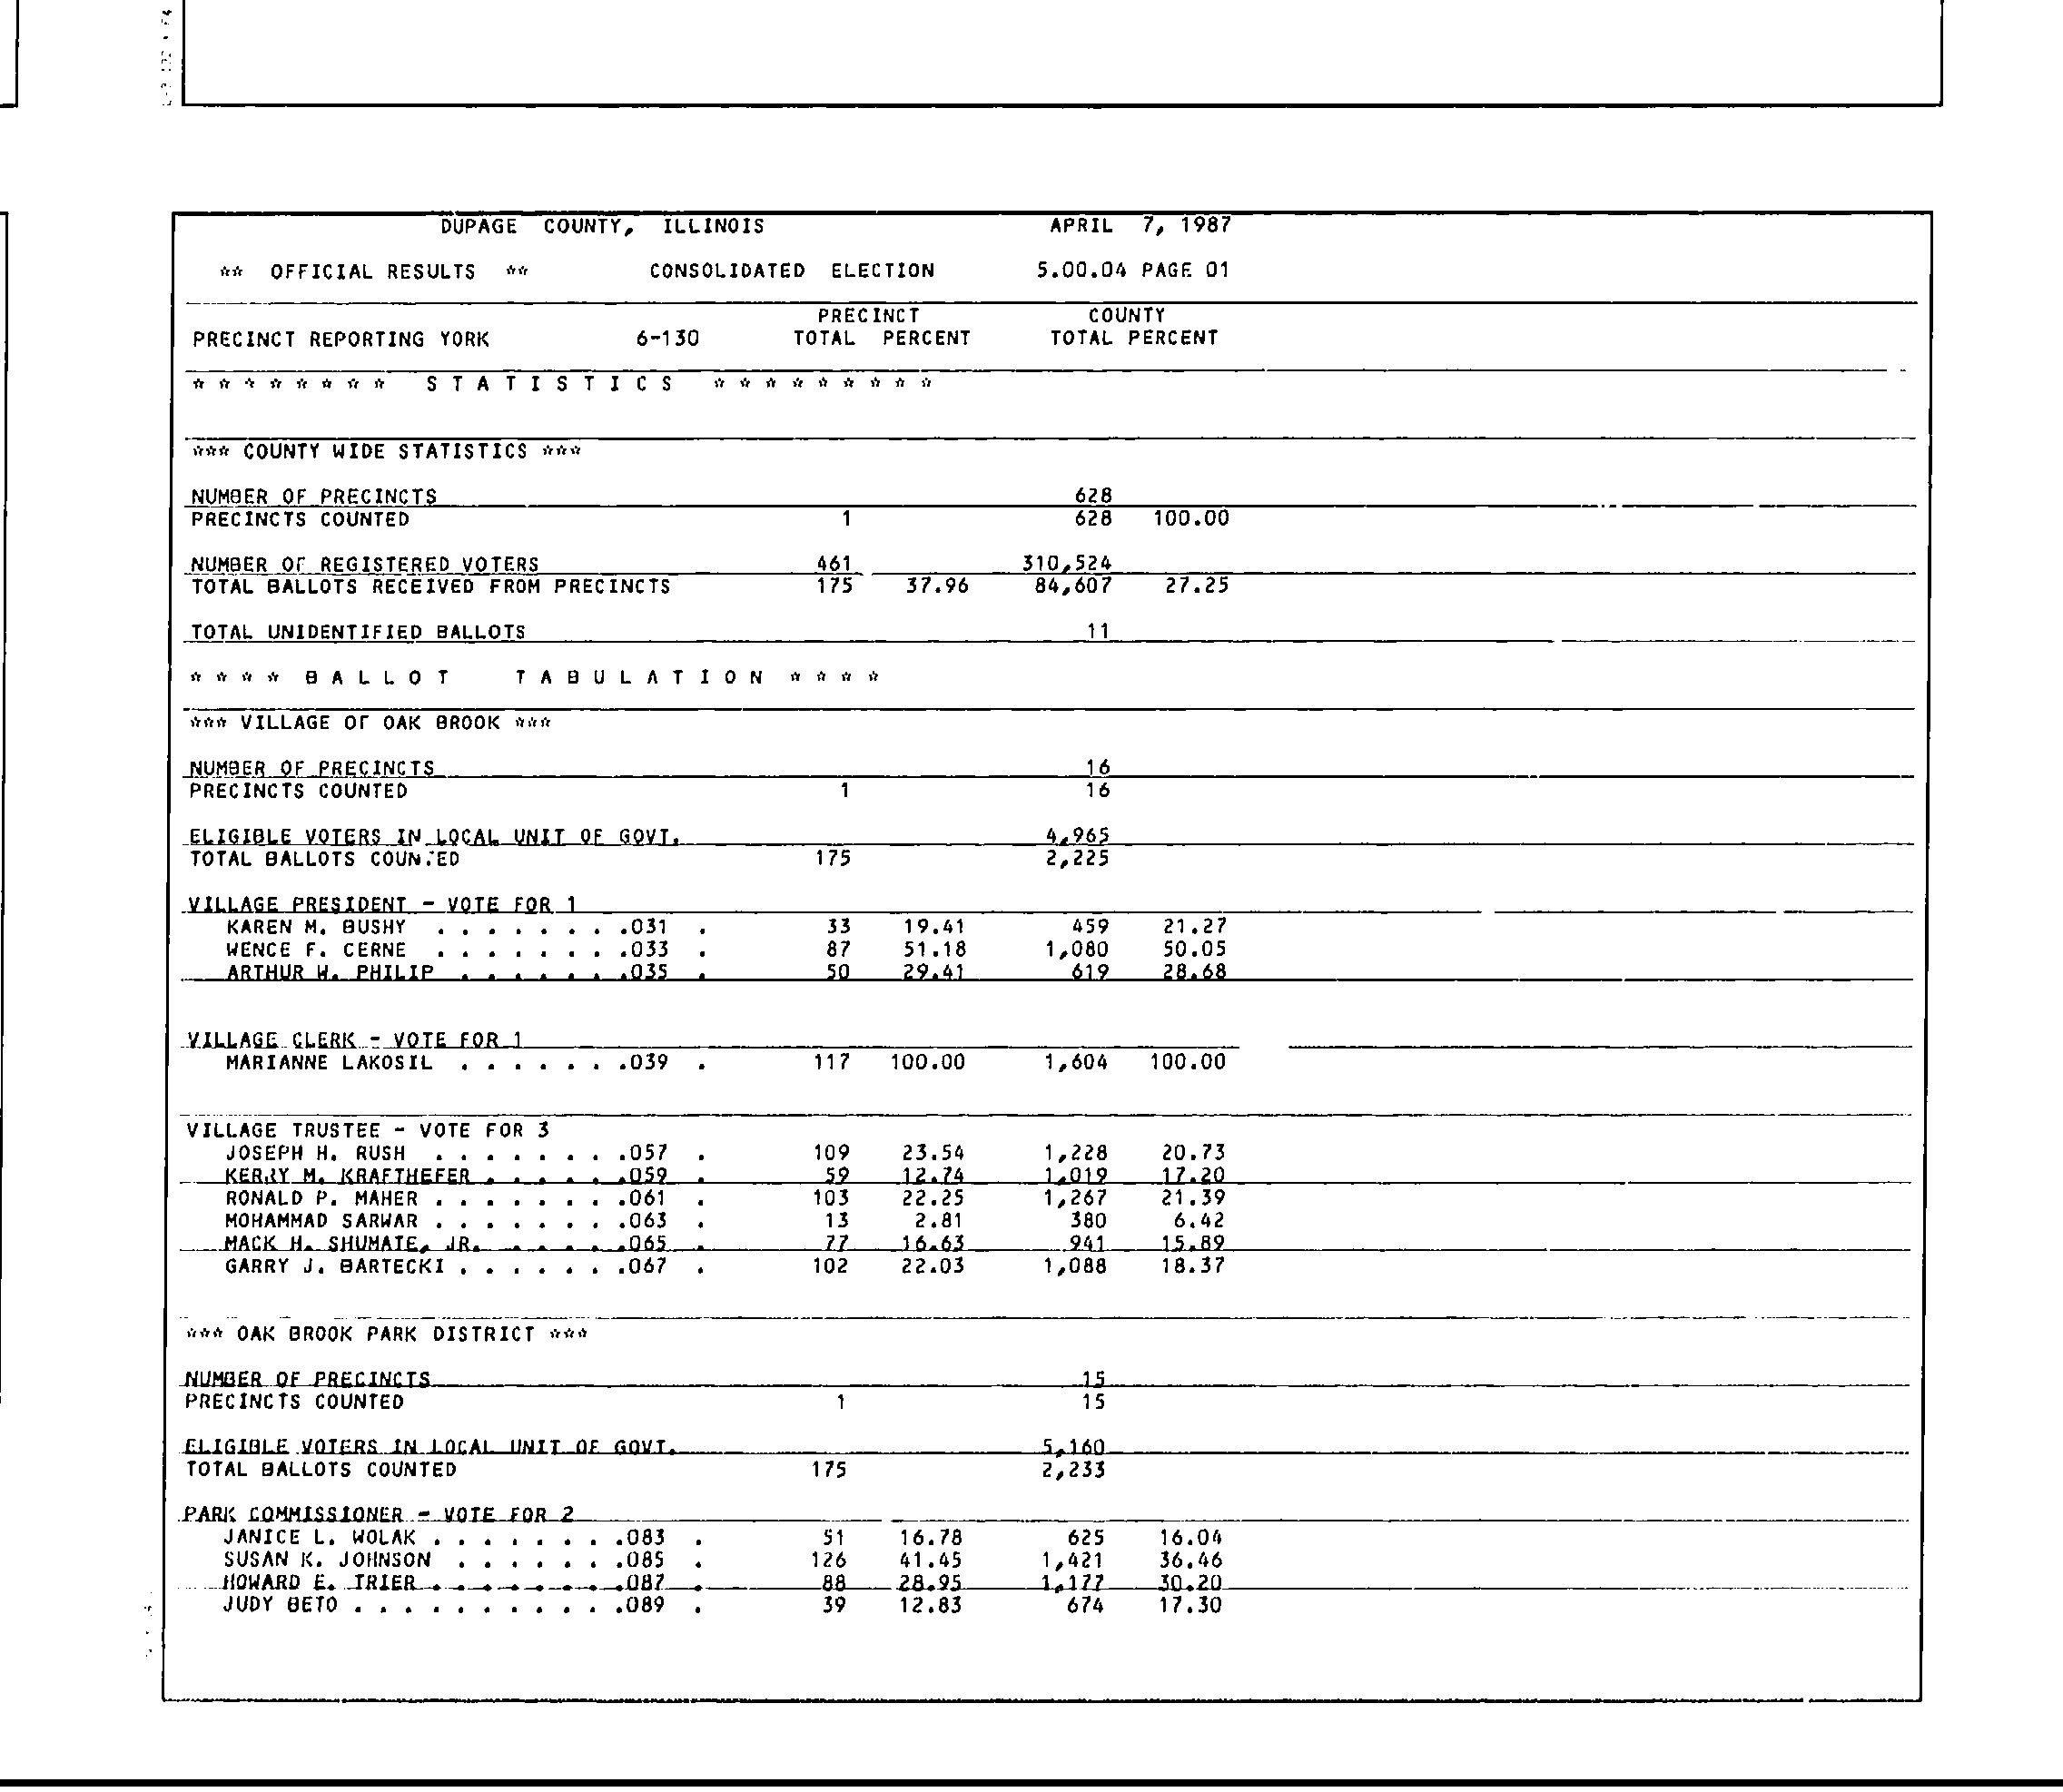 DUPAGE COUNTY, ILLINOIS APRIL 7, 1987
** OFFICIAL RESULTS ** CONSOLIDATED ELECTION 5.00.04 PAGE 01
PRECINCT COUNTY
PRECINCT REPORTING YORK 6-130 TOTAL PERCENT TOTAL PERCENT
* * * * * * * * S T A T I S T I C S * * * * * * * * *
*** COUNTY WIDE STATISTICS ***
NUMBER OF PRECINCTS 628
PRECINCTS COUNTED 1 628 100.00
NUMBER OF REGISTERED VOTERS 461 310,524
TOTAL BALLOTS RECEIVED FROM PRECINCTS 175 37.96 84,607 27.25
TOTAL UNIDENTIFIED BALLOTS 11
* * * * B A L L O T T A B U L A T I O N * * * *
*** VILLAGE OF OAK BROOK ***
NUMBER OF PRECINCTS 16
PRECINCTS COUNTED 1 16
ELIGIBLE VOTERS IN LOCAL UNIT OF GOVT. 4,965
TOTAL BALLOTS COUNTED 175 2,225
VILLAGE PRESIDENT - VOTE FOR 1
KAREN M. BUSHY . . . . . . . .031 . 33 19.41 459 21.27
WENCE F. CERNE . . . . . . . .033 . 87 51.18 1,080 50.05
ARTHUR W. PHILIP . . . . . . .035 . 50 29.41 619 28.68
VILLAGE CLERK - VOTE FOR 1
MARIANNE LAKOSIL . . . . . . .039 . 117 100.00 1,604 100.00
VILLAGE TRUSTEE - VOTE FOR 3
JOSEPH H. RUSH . . . . . . . .057 . 109 23.54 1,228 20.73
KERRY M. KRAFTHEFER . . . . . .059 . 59 12.74 1,019 17.20
RONALD P. MAHER . . . . . . . .061 . 103 22.25 1,267 21.39
MOHAMMAD SARWAR . . . . . . . .063 . 13 2.81 380 6.42
MACK H. SHUMATE, JR. . . . . .065 . 77 16.63 941 15.89
GARRY J. BARTECKI . . . . . . .067 . 102 22.03 1,088 18.37
*** OAK BROOK PARK DISTRICT ***
NUMBER OF PRECINCTS 15
PRECINCTS COUNTED 1 15
ELIGIBLE VOTERS IN LOCAL UNIT OF GOVT. 5,160
TOTAL BALLOTS COUNTED 175 2,233
PARK COMMISSIONER - VOTE FOR 2
JANICE L. WOLAK . . . . . . . .083 . 51 16.78 625 16.04
SUSAN K. JOHNSON . . . . . . .085 . 126 41.45 1,421 36.46
HOWARD E. TRIER . . . . . . . .087 . 88 28.95 1,177 30.20
JUDY BETO . . . . . . . . . . .089 . 39 12.83 674 17.30